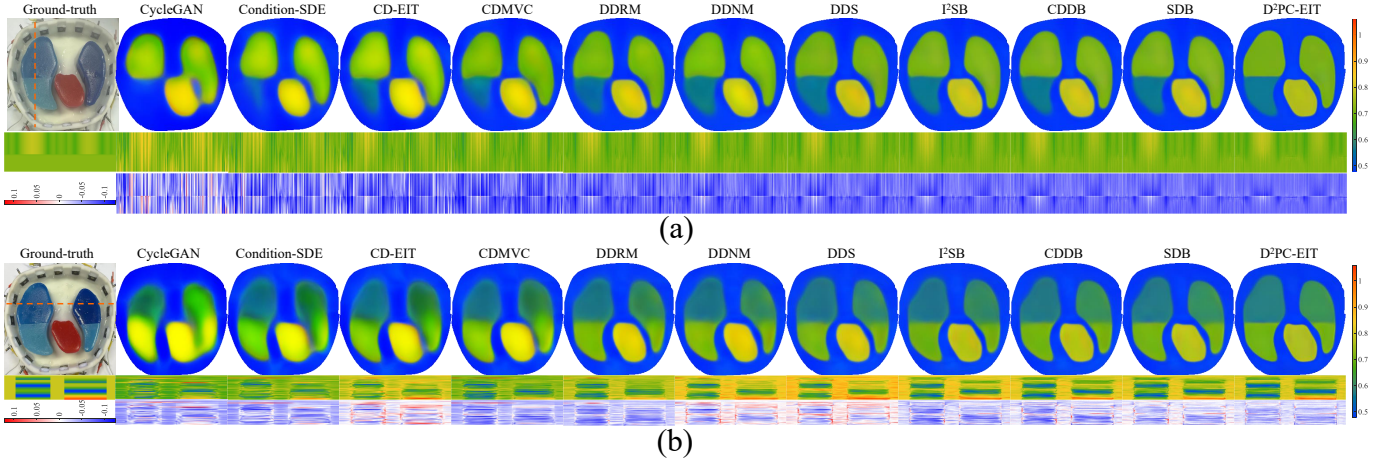 Ground-truth CycleGAN Condition-SDE CD-EIT CDMVC DDRM DDNM DDS I²SB CDDB SDB D²PC-EIT
1
0.9
0.8
0.7
0.6
0.5
0.1 0.05 0 -0.05 -0.1
(a)
Ground-truth CycleGAN Condition-SDE CD-EIT CDMVC DDRM DDNM DDS I²SB CDDB SDB D²PC-EIT
1
0.9
0.8
0.7
0.6
0.5
0.1 0.05 0 -0.05 -0.1
(b)